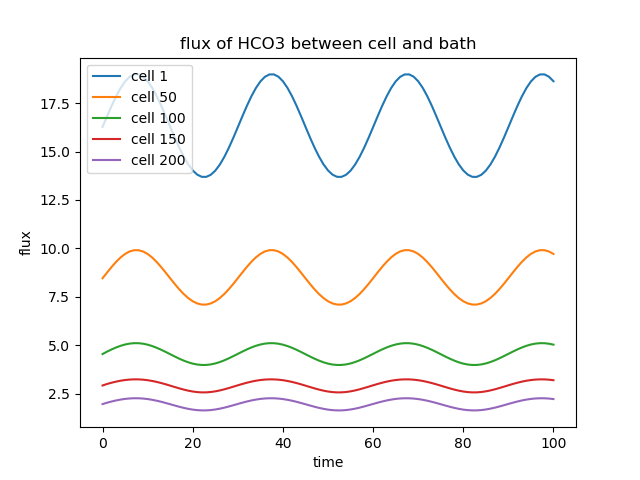 flux of HCO3 between cell and bath
cell 1
cell 50
cell 100
cell 150
cell 200
17.5
15.0
12.5
10.0
7.5
5.0
2.5
flux
0 20 40 60 80 100
time